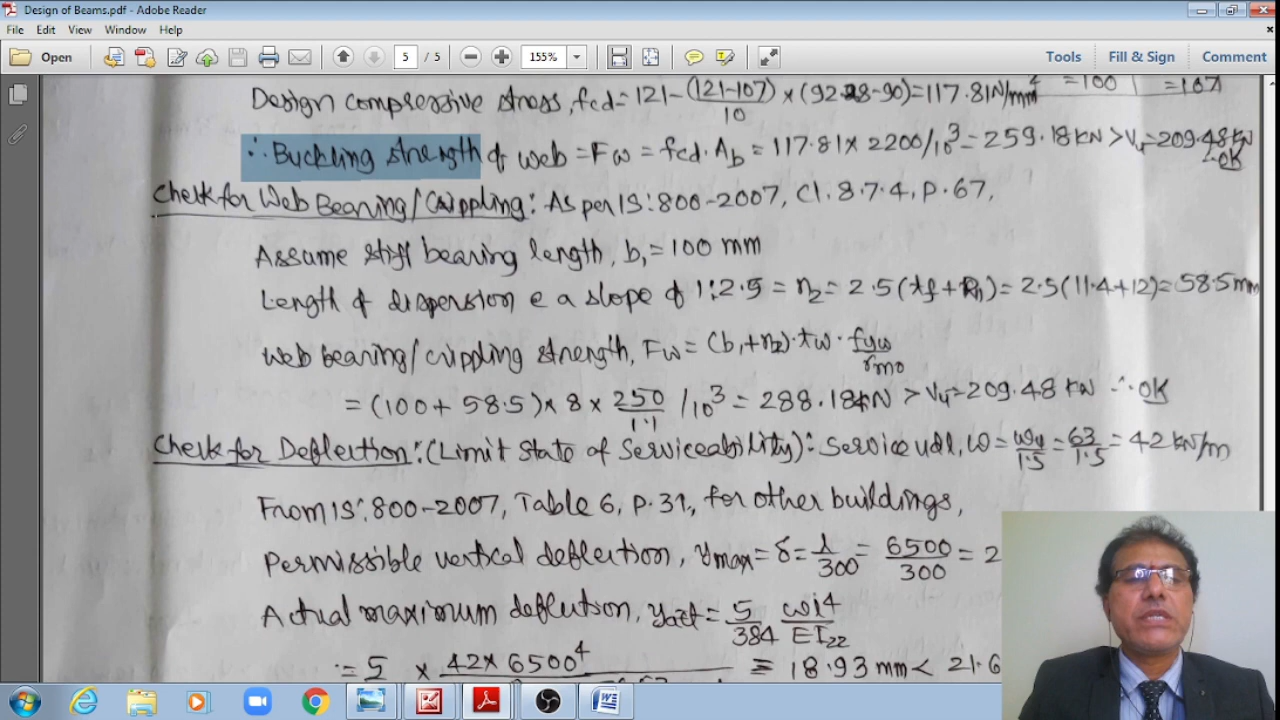 Design of Beams.pdf - Adobe Reader
File Edit View Window Help
Open 5 / 5 155% Tools Fill & Sign Comment
Design compressive stress, fcd = 121 - (121-107)/10 × (92.28-90) = 117.81 N/mm² =100 =107
∴ Buckling strength of web = Fw = fcd.Ab = 117.81 × 2200/10³ = 259.18 kN > Vu = 209.48 kN ∴ OK
Check for Web Bearing/Crippling: As per IS:800-2007, Cl. 8.7.4, P. 67,
Assume stiff bearing length, b1 = 100 mm
Length of dispersion @ a slope of 1:2.5 = n2 = 2.5(tf + R1) = 2.5(11.4+12) = 58.5 mm
Web bearing/crippling strength, Fw = (b1+n2).tw. fyw/γm0
= (100 + 58.5) × 8 × 250/1.1 /10³ = 288.18 kN > Vu = 209.48 kN ∴ OK
Check for Deflection: (Limit State of Serviceability): Service udl, w = wu/1.5 = 63/1.5 = 42 kN/m
From IS:800-2007, Table 6, P. 31, for other buildings,
Permissible vertical deflection, ymax = δ = l/300 = 6500/300 = 2
Actual maximum deflection, yact = 5/384 wl⁴/EIzz
= 5 × 42 × 6500⁴ = 18.93 mm < 21.6